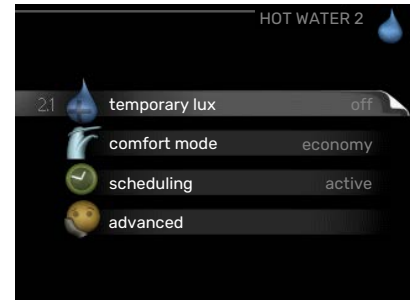 HOT WATER 2
2.1 temporary lux off
comfort mode economy
scheduling active
advanced